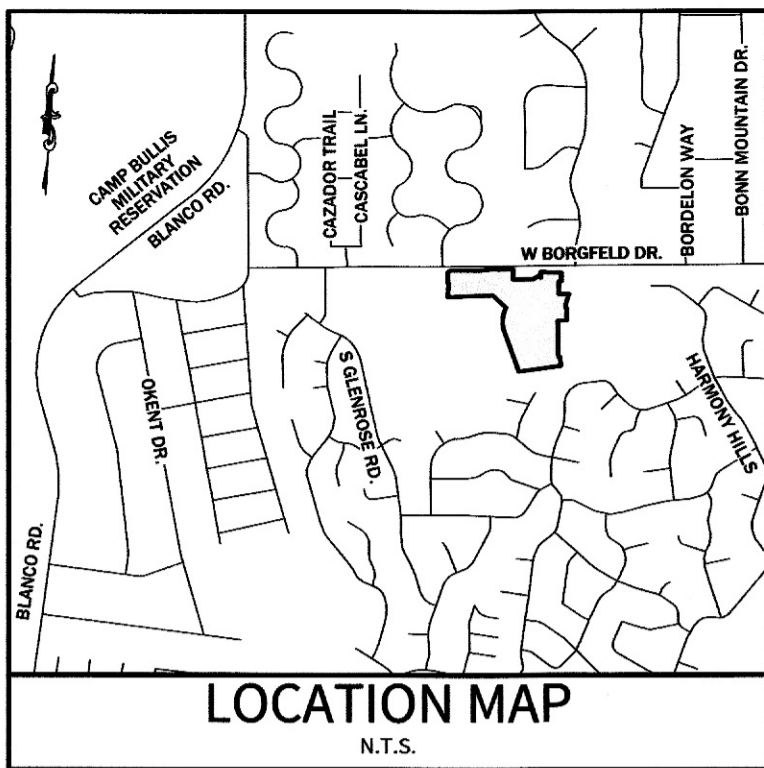 CAMP BULLIS
MILITARY
RESERVATION
BLANCO RD.
CAZADOR TRAIL
CASCABEL LN.
BORDELON WAY
BONN MOUNTAIN DR.
W BORGFELD DR.
OKENT DR.
S GLENROSE RD.
HARMONY HILLS
BLANCO RD.
LOCATION MAP
N.T.S.